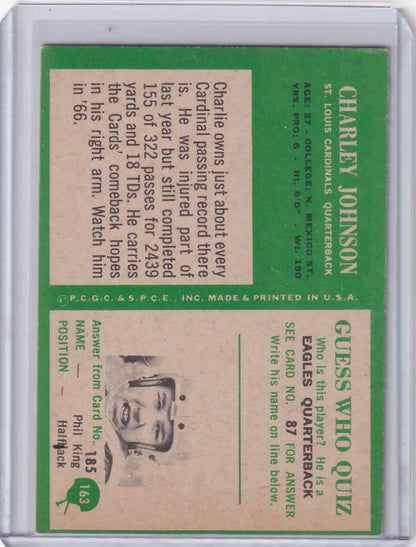 CHARLEY JOHNSON
ST. LOUIS CARDINALS QUARTERBACK
AGE: 27 - COLLEGE: N. MEXICO ST.
YRS. PRO: 6 - Ht. 6'0" - Wt. 190
Charlie owns just about every
Cardinal passing record there
is. He was injured part of
last year but still completed
155 of 322 passes for 2439
yards and 18 TDs. He carries
the Cards' comeback hopes
in his right arm. Watch him
in '66.
© P.C.G.C. & S.P.C.E., INC. MADE & PRINTED IN U.S.A.
GUESS WHO QUIZ
Who is this player? He is a
EAGLES QUARTERBACK
SEE CARD NO. 87 FOR ANSWER
Write his name on line below.
Answer from Card No. 185
NAME — Phil King
POSITION — Halfback
163